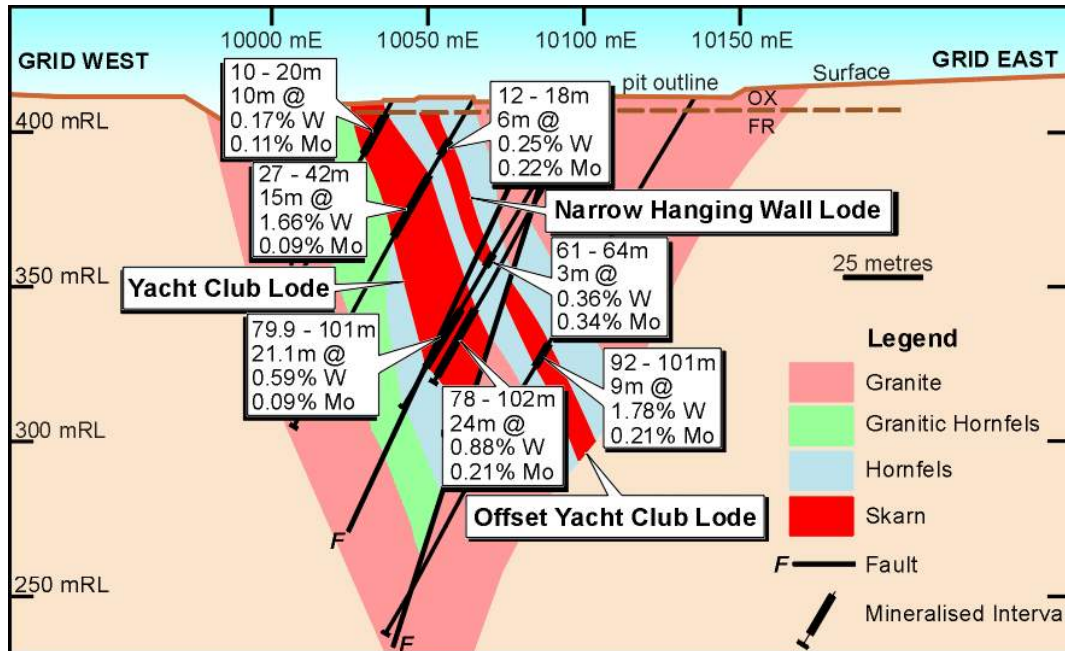 10000 mE
10050 mE
10100 mE
10150 mE
GRID WEST
GRID EAST
10 - 20m
10m @
0.17% W
0.11% Mo
12 - 18m
6m @
0.25% W
0.22% Mo
pit outline
Surface
OX
FR
400 mRL
27 - 42m
15m @
1.66% W
0.09% Mo
Narrow Hanging Wall Lode
61 - 64m
3m @
0.36% W
0.34% Mo
25 metres
350 mRL
Yacht Club Lode
79.9 - 101m
21.1m @
0.59% W
0.09% Mo
78 - 102m
24m @
0.88% W
0.21% Mo
92 - 101m
9m @
1.78% W
0.21% Mo
300 mRL
Offset Yacht Club Lode
250 mRL
F
F
Legend
Granite
Granitic Hornfels
Hornfels
Skarn
F Fault
Mineralised Interva